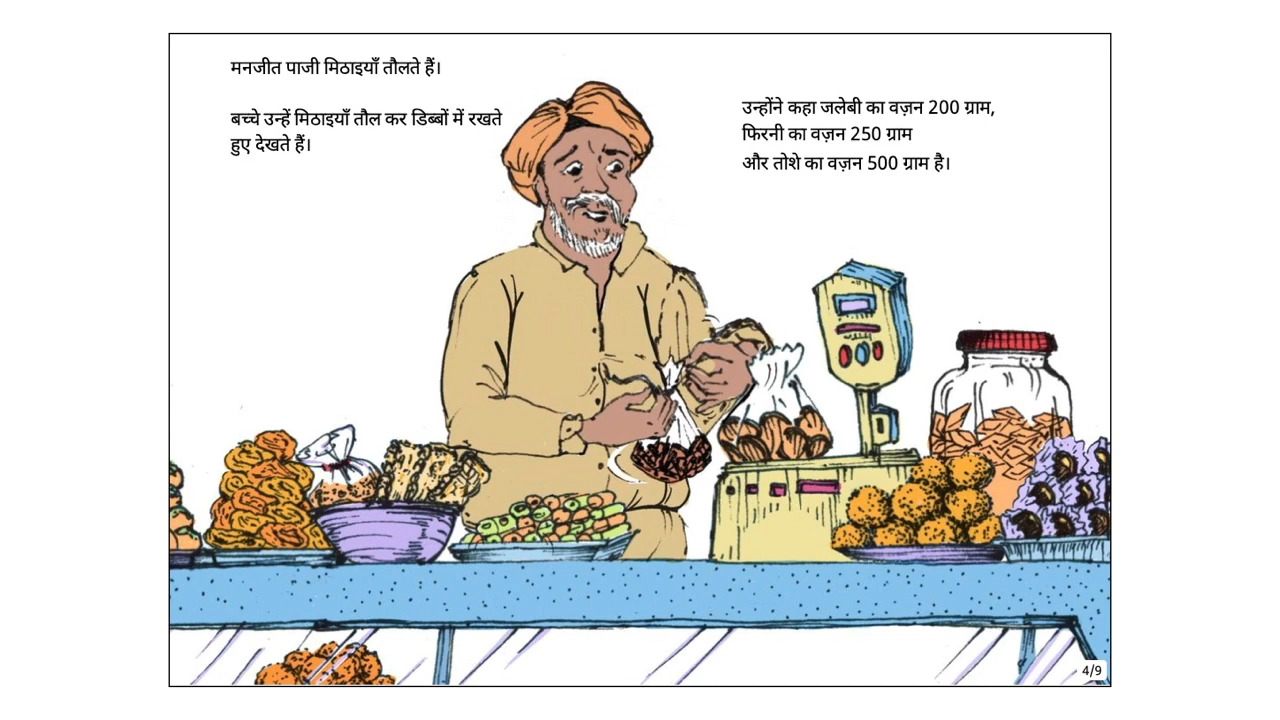 मनजीत पाजी मिठाइयाँ तौलते हैं।
बच्चे उन्हें मिठाइयाँ तौल कर डिब्बों में रखते
हुए देखते हैं।
उन्होंने कहा जलेबी का वज़न 200 ग्राम,
फिरनी का वज़न 250 ग्राम
और तोशे का वज़न 500 ग्राम है।
4/9